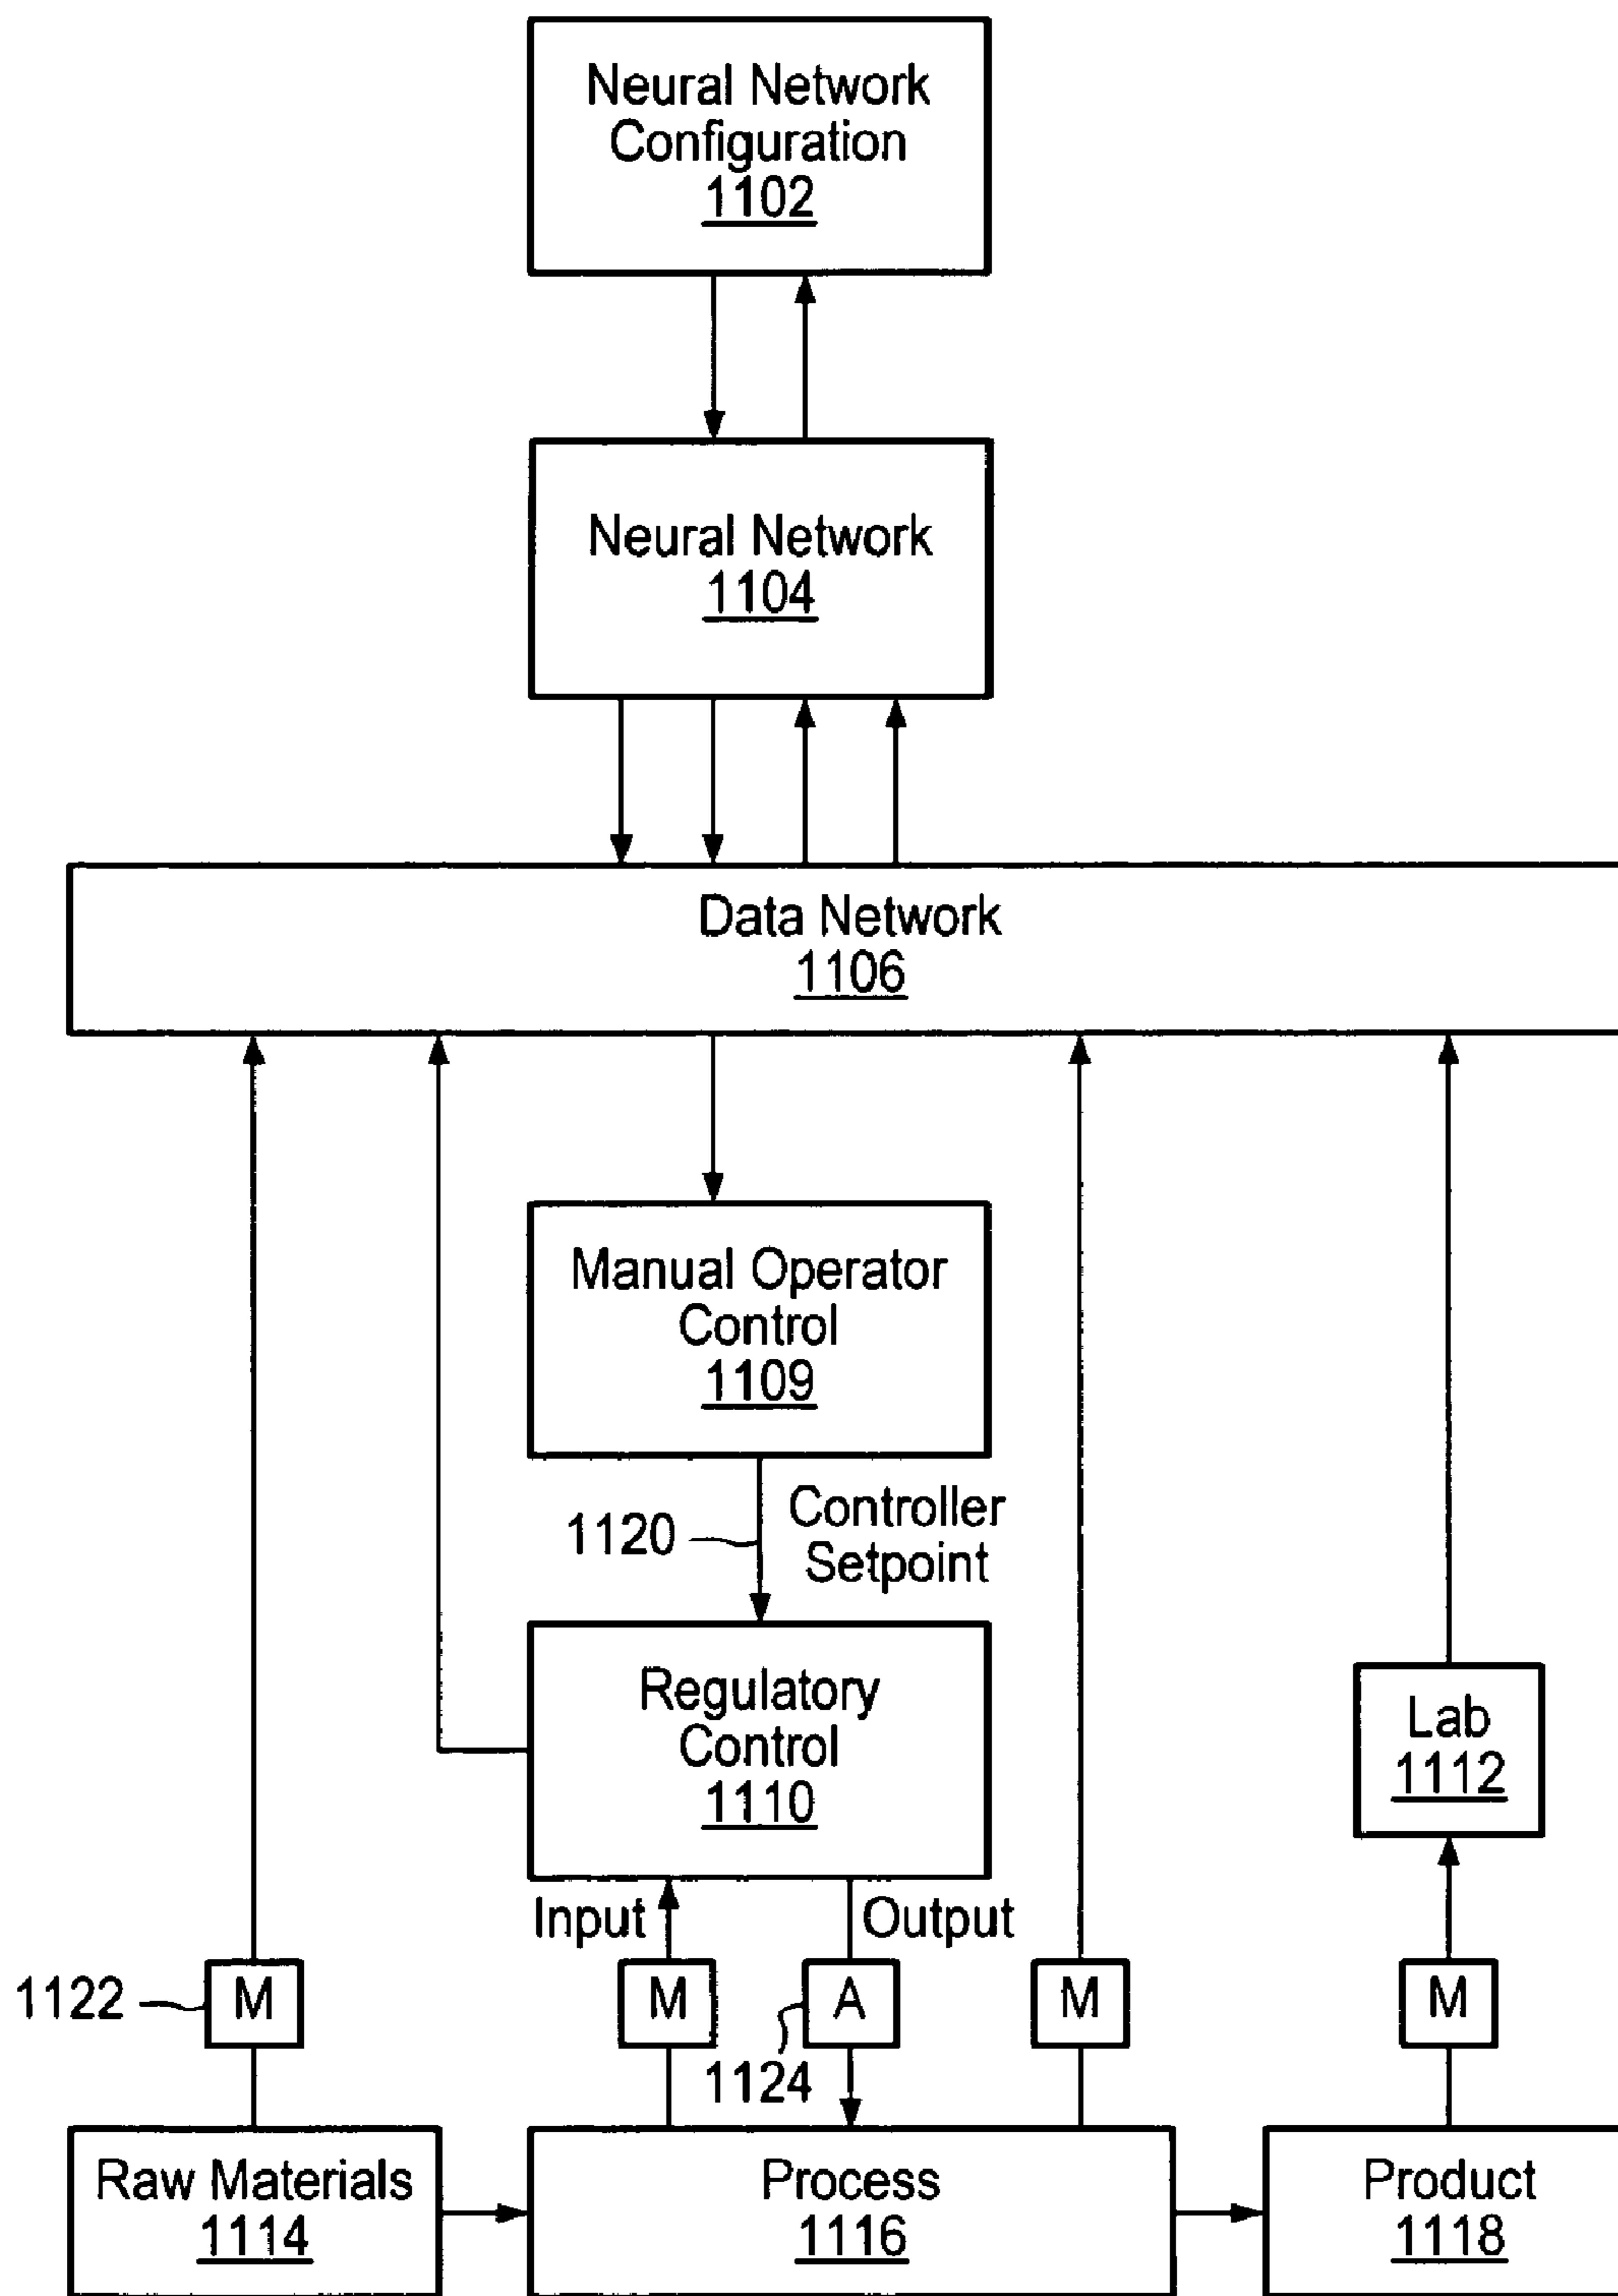 Neural Network
Configuration
1102
Neural Network
1104
Data Network
1106
Manual Operator
Control
1109
1120
Controller
Setpoint
Regulatory
Control
1110
Lab
1112
Input
Output
1122
M
M
A
M
M
1124
Raw Materials
1114
Process
1116
Product
1118